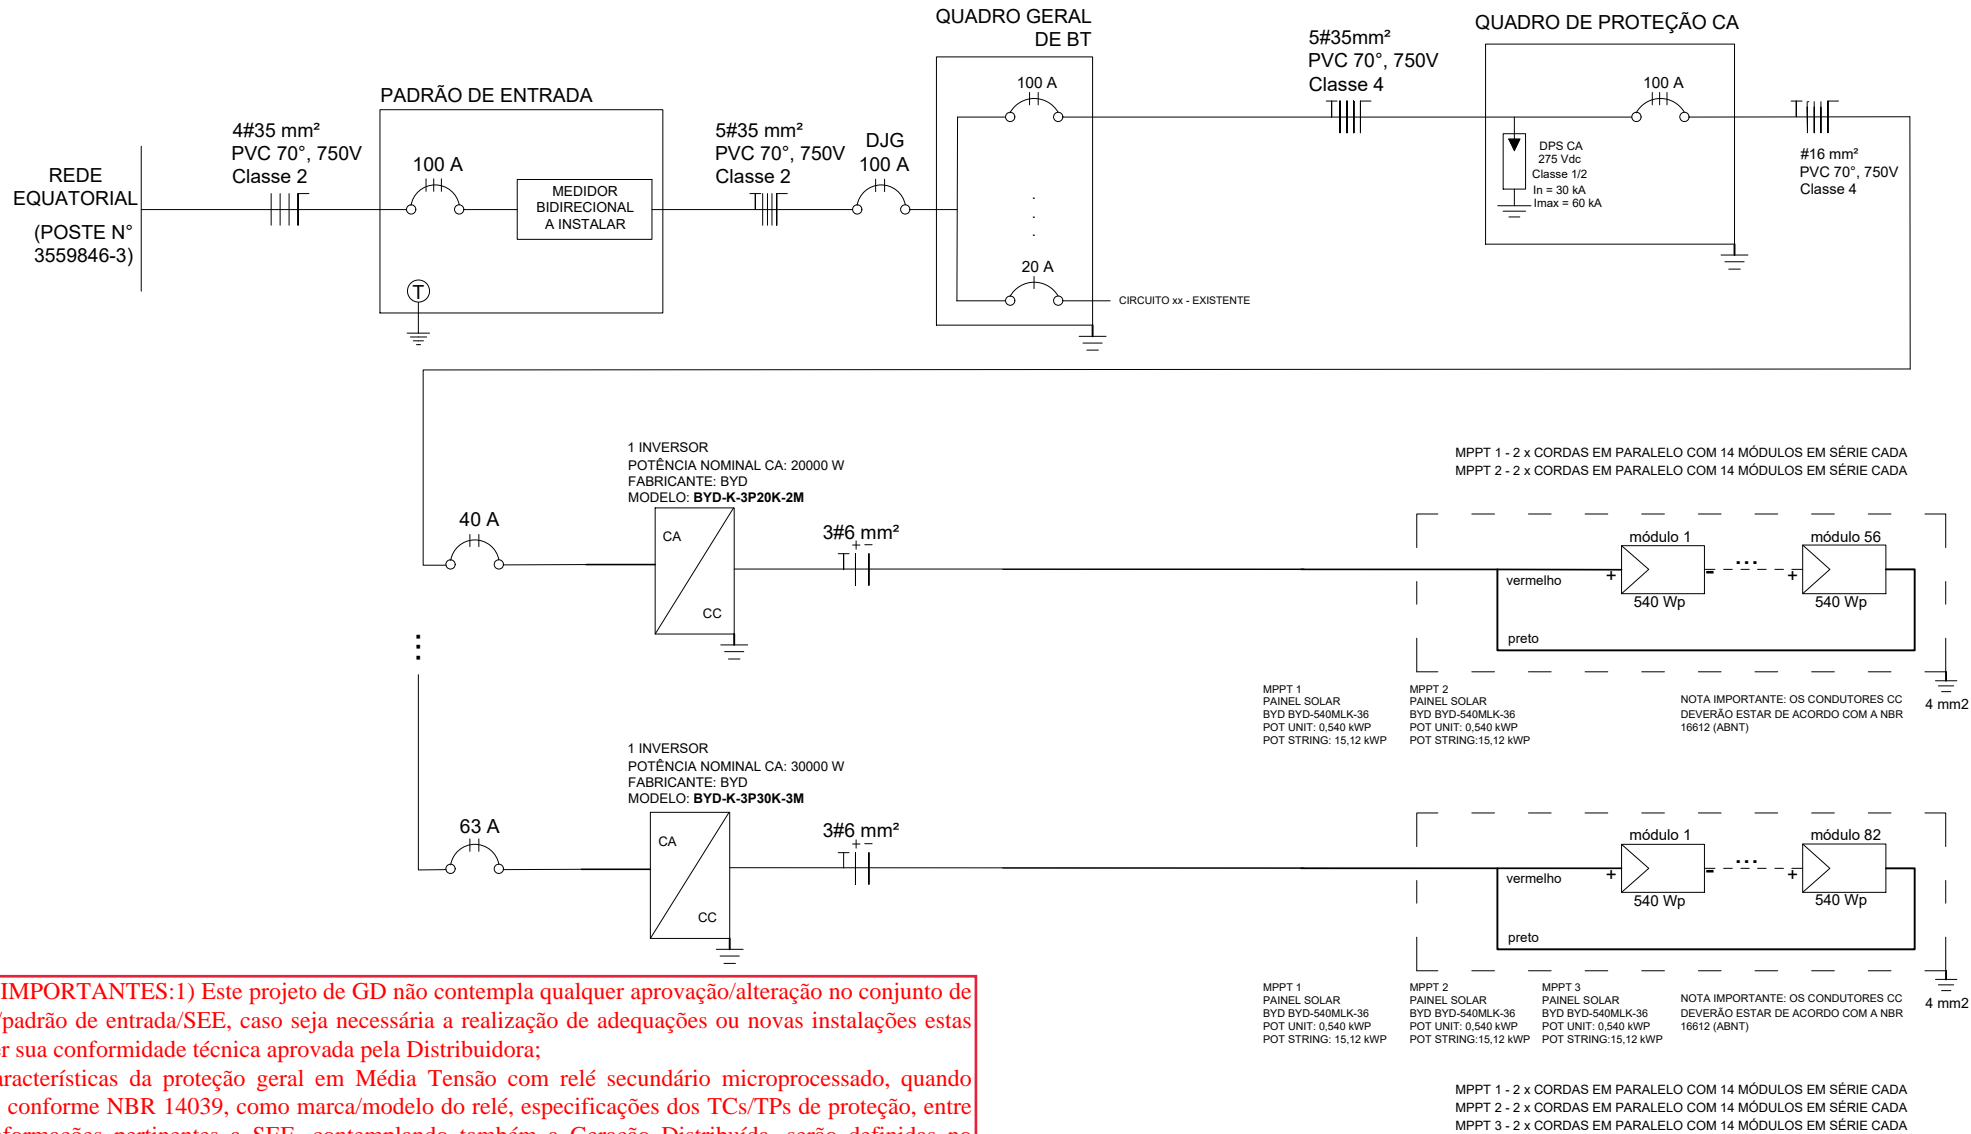 QUADRO GERAL
DE BT
QUADRO DE PROTEÇÃO CA
5#35mm²
PVC 70°, 750V
Classe 4
PADRÃO DE ENTRADA
100 A
100 A
4#35 mm²
PVC 70°, 750V
Classe 2
5#35 mm²
PVC 70°, 750V
Classe 2
DJG
100 A
100 A
REDE
EQUATORIAL
(POSTE N°
3559846-3)
MEDIDOR
BIDIRECIONAL
A INSTALAR
T
DPS CA
275 Vdc
Classe 1/2
In = 30 kA
Imax = 60 kA
#16 mm²
PVC 70°, 750V
Classe 4
20 A
CIRCUITO xx - EXISTENTE
1 INVERSOR
POTÊNCIA NOMINAL CA: 20000 W
FABRICANTE: BYD
MODELO: BYD-K-3P20K-2M
MPPT 1 - 2 x CORDAS EM PARALELO COM 14 MÓDULOS EM SÉRIE CADA
MPPT 2 - 2 x CORDAS EM PARALELO COM 14 MÓDULOS EM SÉRIE CADA
40 A
CA
CC
3#6 mm²
+ -
módulo 1
módulo 56
vermelho
+
-
...
+
540 Wp
540 Wp
preto
MPPT 1
PAINEL SOLAR
BYD BYD-540MLK-36
POT UNIT: 0,540 kWP
POT STRING: 15,12 kWP
MPPT 2
PAINEL SOLAR
BYD BYD-540MLK-36
POT UNIT: 0,540 kWP
POT STRING:15,12 kWP
NOTA IMPORTANTE: OS CONDUTORES CC
DEVERÃO ESTAR DE ACORDO COM A NBR
16612 (ABNT)
4 mm2
1 INVERSOR
POTÊNCIA NOMINAL CA: 30000 W
FABRICANTE: BYD
MODELO: BYD-K-3P30K-3M
63 A
CA
CC
3#6 mm²
+ -
módulo 1
módulo 82
vermelho
+
-
...
+
540 Wp
540 Wp
preto
MPPT 1
PAINEL SOLAR
BYD BYD-540MLK-36
POT UNIT: 0,540 kWP
POT STRING: 15,12 kWP
MPPT 2
PAINEL SOLAR
BYD BYD-540MLK-36
POT UNIT: 0,540 kWP
POT STRING:15,12 kWP
MPPT 3
PAINEL SOLAR
BYD BYD-540MLK-36
POT UNIT: 0,540 kWP
POT STRING:15,12 kWP
NOTA IMPORTANTE: OS CONDUTORES CC
DEVERÃO ESTAR DE ACORDO COM A NBR
16612 (ABNT)
4 mm2
MPPT 1 - 2 x CORDAS EM PARALELO COM 14 MÓDULOS EM SÉRIE CADA
MPPT 2 - 2 x CORDAS EM PARALELO COM 14 MÓDULOS EM SÉRIE CADA
MPPT 3 - 2 x CORDAS EM PARALELO COM 14 MÓDULOS EM SÉRIE CADA
IMPORTANTES:1) Este projeto de GD não contempla qualquer aprovação/alteração no conjunto de
/padrão de entrada/SEE, caso seja necessária a realização de adequações ou novas instalações estas
er sua conformidade técnica aprovada pela Distribuidora;
aracterísticas da proteção geral em Média Tensão com relé secundário microprocessado, quando
conforme NBR 14039, como marca/modelo do relé, especificações dos TCs/TPs de proteção, entre
nformações pertinentes a SEE, contemplando também a Geração Distribuída, serão definidas no